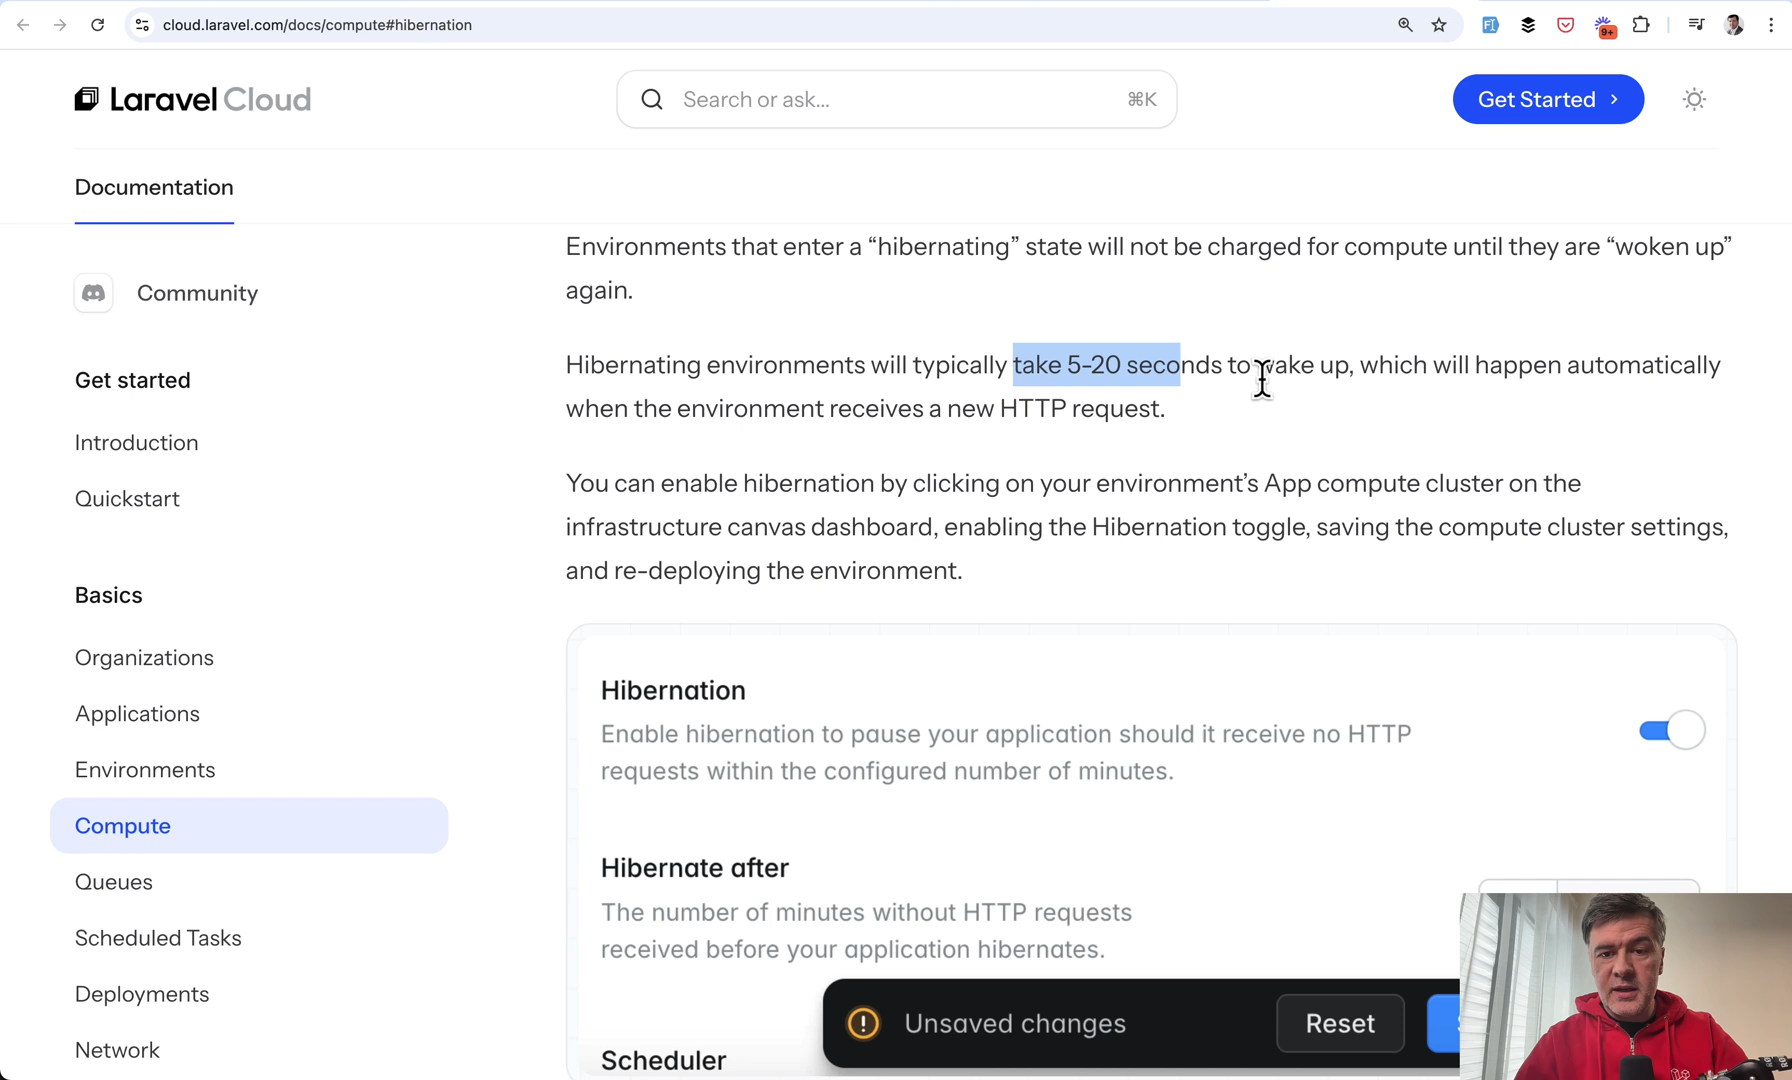 cloud.laravel.com/docs/compute#hibernation
9+
Laravel Cloud
Search or ask...
⌘K
Get Started
Documentation
Community
Get started
Introduction
Quickstart
Basics
Organizations
Applications
Environments
Compute
Queues
Scheduled Tasks
Deployments
Network
Environments that enter a “hibernating” state will not be charged for compute until they are “woken up”
again.
Hibernating environments will typically take 5-20 seconds to wake up, which will happen automatically
when the environment receives a new HTTP request.
You can enable hibernation by clicking on your environment’s App compute cluster on the
infrastructure canvas dashboard, enabling the Hibernation toggle, saving the compute cluster settings,
and re-deploying the environment.
Hibernation
Enable hibernation to pause your application should it receive no HTTP
requests within the configured number of minutes.
Hibernate after
The number of minutes without HTTP requests
received before your application hibernates.
Unsaved changes
Reset
Scheduler